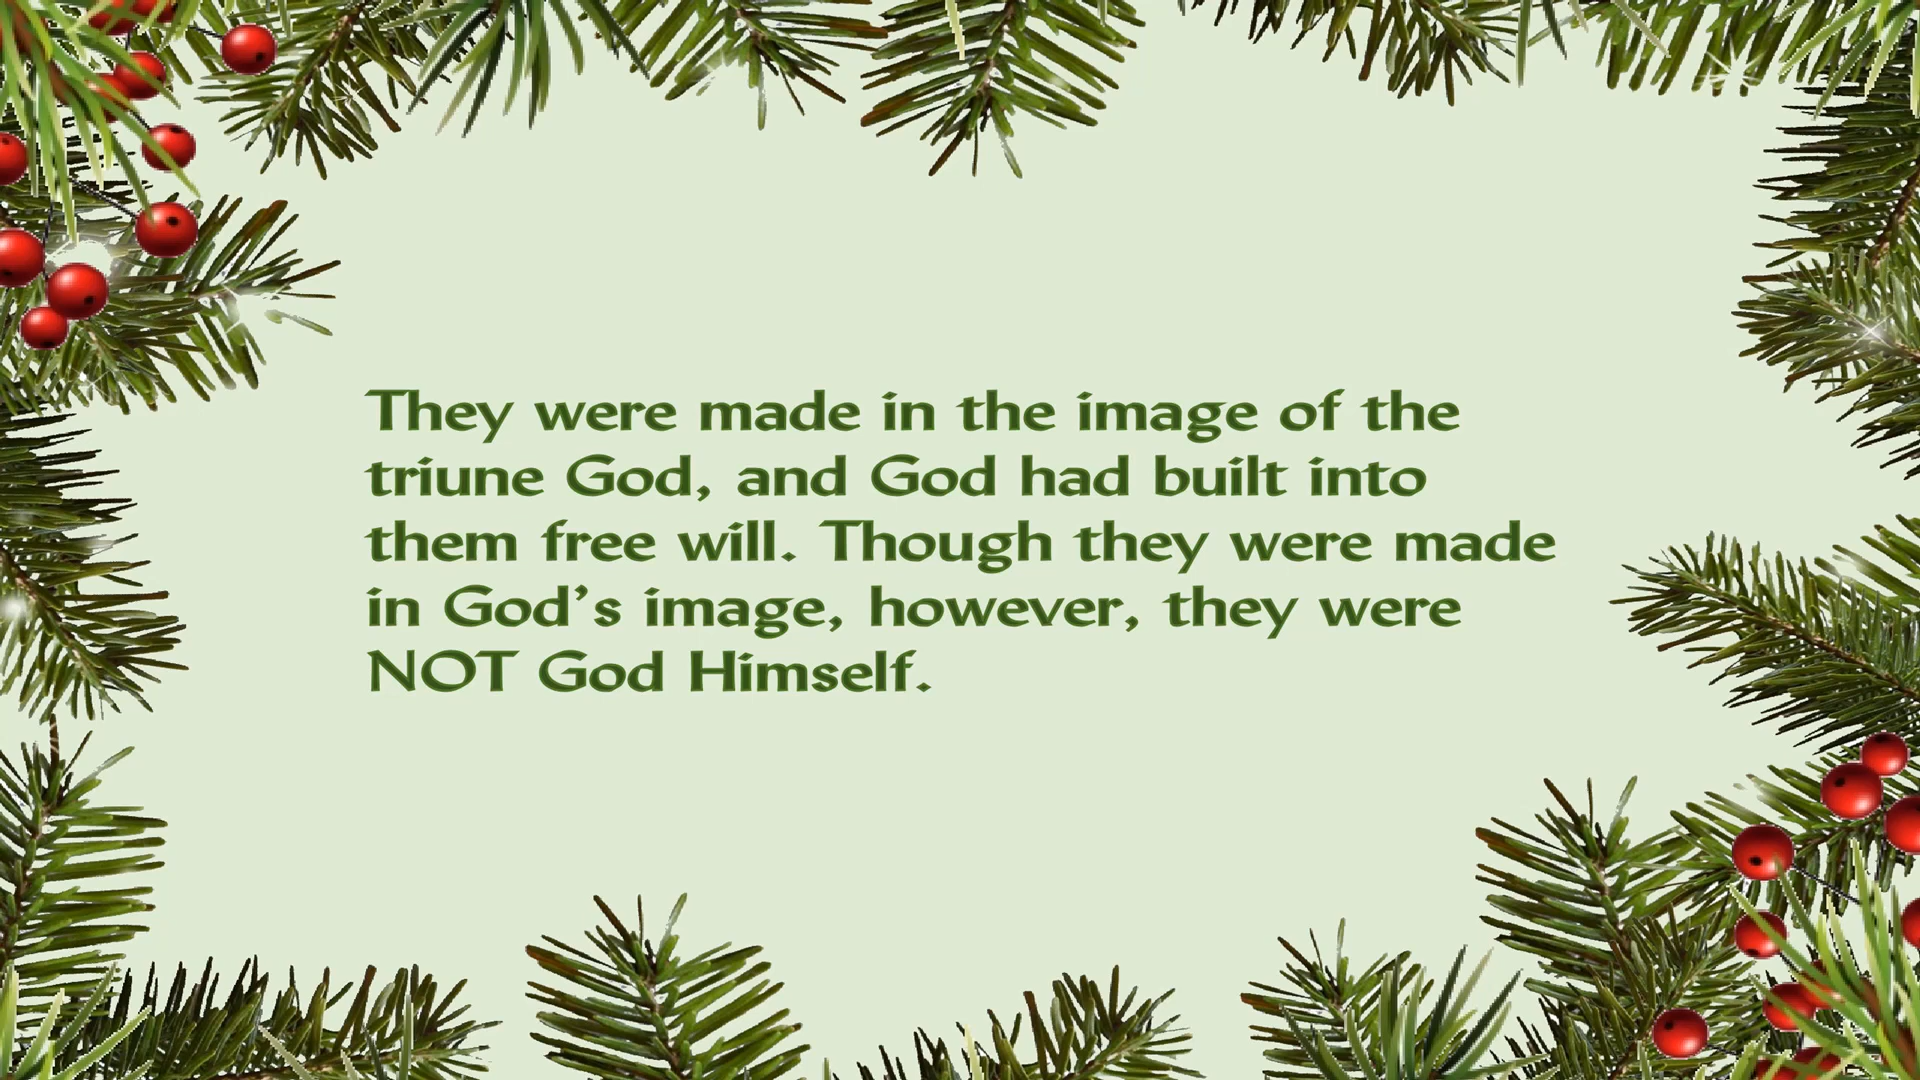 They were made in the image of the
triune God, and God had built into
them free will. Though they were made
in God’s image, however, they were
NOT God Himself.